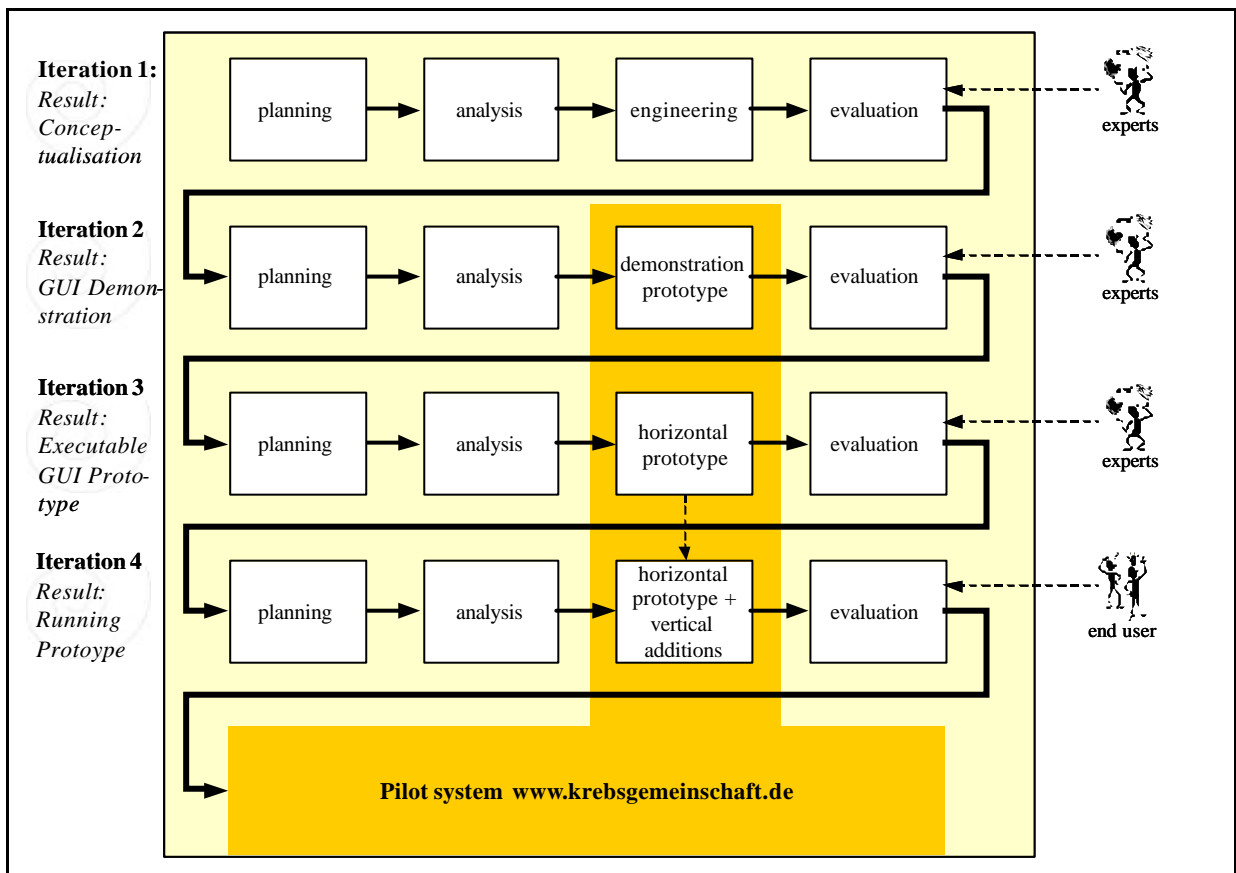 Iteration 1:
Result:
Concep-
tualisation
planning
analysis
engineering
evaluation
experts
Iteration 2
Result:
GUI Demon-
stration
planning
analysis
demonstration
prototype
evaluation
experts
Iteration 3
Result:
Executable
GUI Proto-
type
planning
analysis
horizontal
prototype
evaluation
experts
Iteration 4
Result:
Running
Protoype
planning
analysis
horizontal
prototype +
vertical
additions
evaluation
end user
Pilot system www.krebsgemeinschaft.de